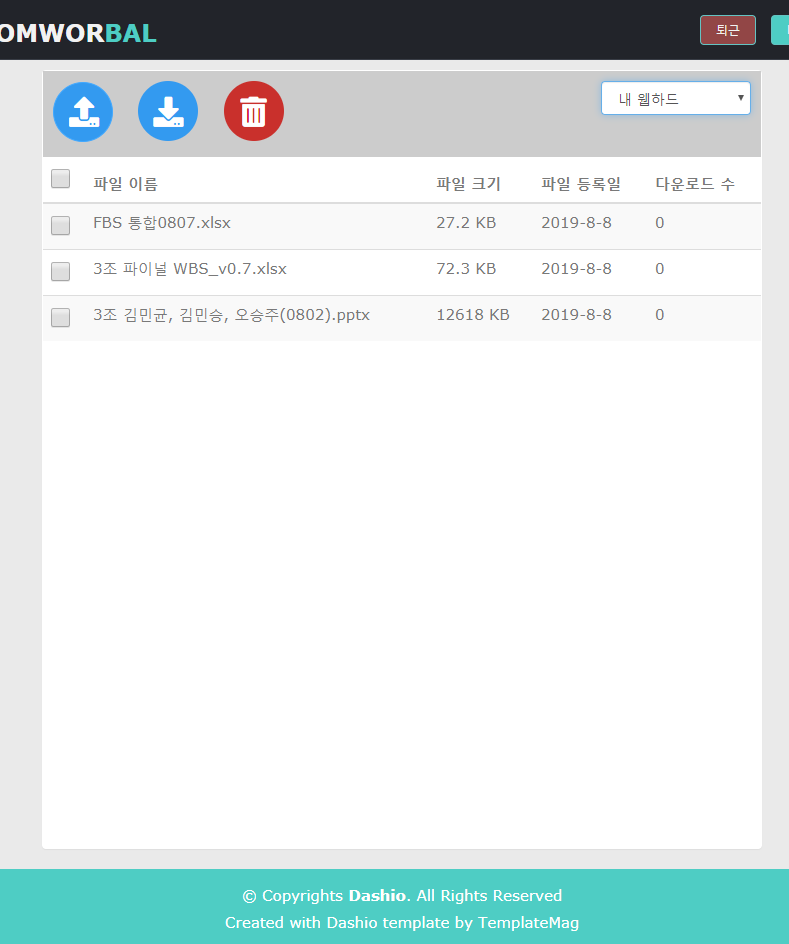 OMWORBAL
퇴근
내 웹하드
파일 이름 파일 크기 파일 등록일 다운로드 수
FBS 통합0807.xlsx 27.2 KB 2019-8-8 0
3조 파이널 WBS_v0.7.xlsx 72.3 KB 2019-8-8 0
3조 김민균, 김민승, 오승주(0802).pptx 12618 KB 2019-8-8 0
© Copyrights Dashio. All Rights Reserved
Created with Dashio template by TemplateMag